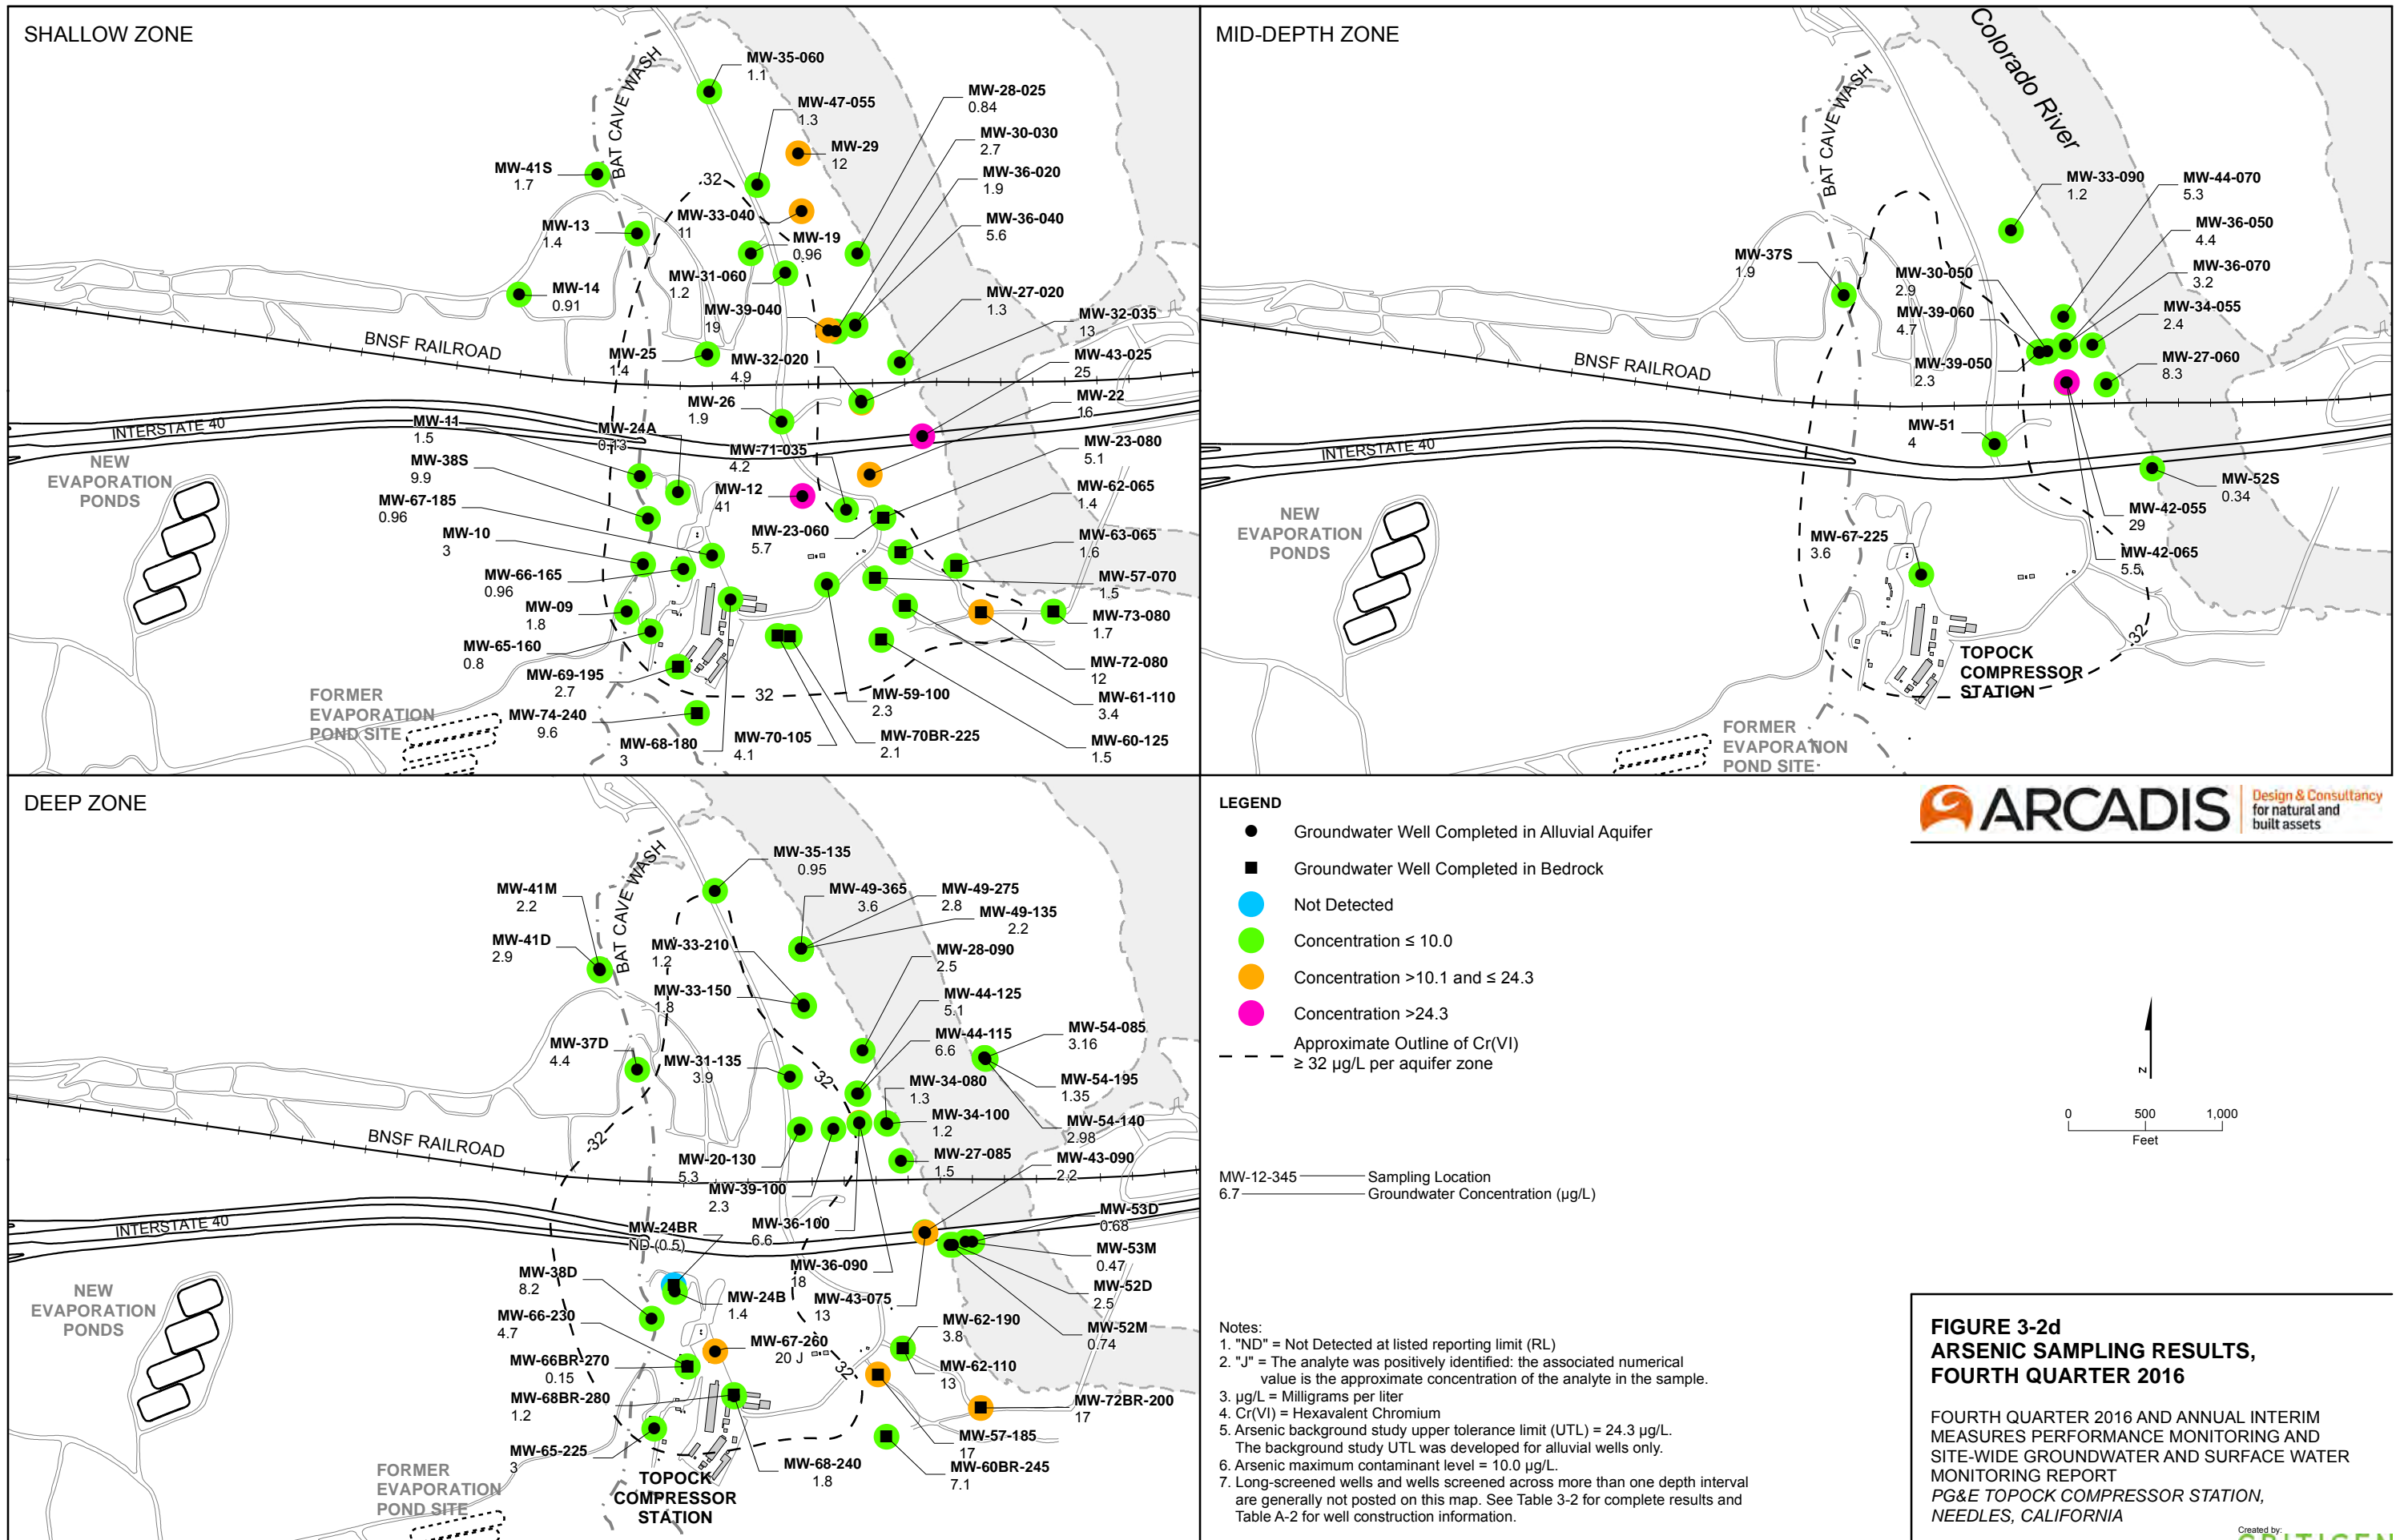 SHALLOW ZONE
MW-35-060
1.1
MW-47-055
1.3
MW-28-025
0.84
MW-29
12
MW-30-030
2.7
MW-36-020
1.9
MW-36-040
5.6
MW-41S
1.7
BAT CAVE WASH
32
MW-13
1.4
MW-33-040
11
MW-19
0.96
MW-31-060
1.2
MW-14
0.91
MW-39-040
19
MW-27-020
1.3
MW-32-035
13
BNSF RAILROAD
MW-25
1.4
MW-32-020
4.9
MW-43-025
25
MW-26
1.9
MW-22
16
INTERSTATE 40
MW-11
1.5
MW-24A
0.13
MW-71-035
4.2
MW-23-080
5.1
NEW
EVAPORATION
PONDS
MW-38S
9.9
MW-12
41
MW-62-065
1.4
MW-67-185
0.96
MW-23-060
5.7
MW-63-065
1.6
MW-10
3
MW-66-165
0.96
MW-57-070
1.5
MW-09
1.8
MW-73-080
1.7
MW-65-160
0.8
MW-72-080
12
MW-69-195
2.7
32
MW-59-100
2.3
MW-61-110
3.4
FORMER
EVAPORATION
POND SITE
MW-74-240
9.6
MW-68-180
3
MW-70-105
4.1
MW-70BR-225
2.1
MW-60-125
1.5
MID-DEPTH ZONE
Colorado River
BAT CAVE WASH
MW-33-090
1.2
MW-44-070
5.3
MW-36-050
4.4
MW-37S
1.9
MW-30-050
2.9
MW-36-070
3.2
MW-39-060
4.7
MW-34-055
2.4
BNSF RAILROAD
MW-39-050
2.3
MW-27-060
8.3
MW-51
4
INTERSTATE 40
MW-52S
0.34
NEW
EVAPORATION
PONDS
MW-42-055
29
MW-67-225
3.6
MW-42-065
5.5
32
TOPOCK
COMPRESSOR
STATION
FORMER
EVAPORATION
POND SITE
DEEP ZONE
MW-35-135
0.95
MW-41M
2.2
MW-49-365
3.6
MW-49-275
2.8
MW-49-135
2.2
MW-41D
2.9
BAT CAVE WASH
MW-33-210
1.2
MW-28-090
2.5
MW-33-150
1.8
MW-44-125
5.1
MW-37D
4.4
MW-44-115
6.6
MW-54-085
3.16
MW-31-135
3.9
32
MW-34-080
1.3
MW-54-195
1.35
32
MW-34-100
1.2
MW-54-140
2.98
BNSF RAILROAD
MW-20-130
5.3
MW-27-085
1.5
MW-43-090
2.2
MW-39-100
2.3
INTERSTATE 40
MW-24BR
ND (0.5)
MW-36-100
6.6
MW-53D
0.68
MW-53M
0.47
MW-38D
8.2
MW-36-090
18
MW-52D
2.5
NEW
EVAPORATION
PONDS
MW-24B
1.4
MW-43-075
13
MW-66-230
4.7
MW-62-190
3.8
MW-52M
0.74
MW-67-260
20 J
MW-66BR-270
0.15
32
MW-62-110
13
MW-68BR-280
1.2
MW-72BR-200
17
MW-65-225
3
MW-57-185
17
FORMER
EVAPORATION
POND SITE
TOPOCK
COMPRESSOR
STATION
MW-68-240
1.8
MW-60BR-245
7.1
LEGEND
Groundwater Well Completed in Alluvial Aquifer
Groundwater Well Completed in Bedrock
Not Detected
Concentration ≤ 10.0
Concentration >10.1 and ≤ 24.3
Concentration >24.3
Approximate Outline of Cr(VI)
≥ 32 µg/L per aquifer zone
MW-12-345 Sampling Location
6.7 Groundwater Concentration (µg/L)
ARCADIS
Design & Consultancy
for natural and
built assets
N
0 500 1,000
Feet
Notes:
1. "ND" = Not Detected at listed reporting limit (RL)
2. "J" = The analyte was positively identified: the associated numerical
value is the approximate concentration of the analyte in the sample.
3. µg/L = Milligrams per liter
4. Cr(VI) = Hexavalent Chromium
5. Arsenic background study upper tolerance limit (UTL) = 24.3 µg/L.
The background study UTL was developed for alluvial wells only.
6. Arsenic maximum contaminant level = 10.0 µg/L.
7. Long-screened wells and wells screened across more than one depth interval
are generally not posted on this map. See Table 3-2 for complete results and
Table A-2 for well construction information.
FIGURE 3-2d
ARSENIC SAMPLING RESULTS,
FOURTH QUARTER 2016
FOURTH QUARTER 2016 AND ANNUAL INTERIM
MEASURES PERFORMANCE MONITORING AND
SITE-WIDE GROUNDWATER AND SURFACE WATER
MONITORING REPORT
PG&E TOPOCK COMPRESSOR STATION,
NEEDLES, CALIFORNIA
Created by: